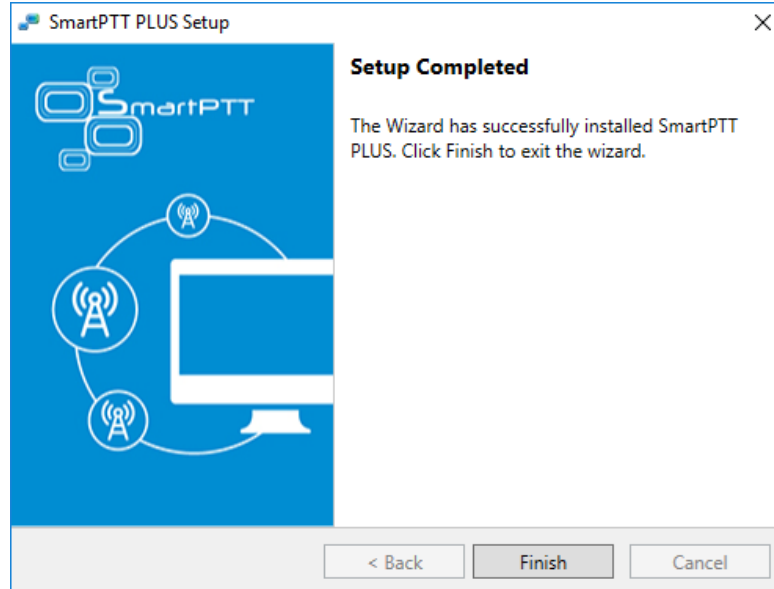 SmartPTT PLUS Setup
SmartPTT
Setup Completed
The Wizard has successfully installed SmartPTT
PLUS. Click Finish to exit the wizard.
< Back
Finish
Cancel